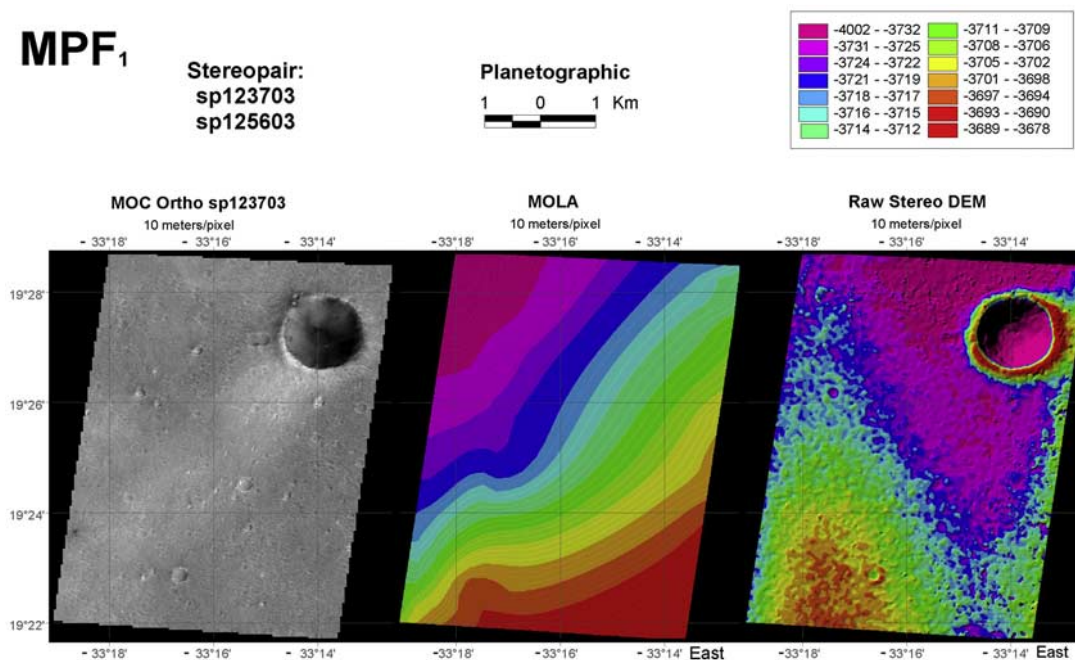 MPF1
Stereopair:
sp123703
sp125603
Planetographic
1 0 1 Km
-4002 - -3732
-3731 - -3725
-3724 - -3722
-3721 - -3719
-3718 - -3717
-3716 - -3715
-3714 - -3712
-3711 - -3709
-3708 - -3706
-3705 - -3702
-3701 - -3698
-3697 - -3694
-3693 - -3690
-3689 - -3678
MOC Ortho sp123703
10 meters/pixel
MOLA
10 meters/pixel
Raw Stereo DEM
10 meters/pixel
- 33°18' - 33°16' - 33°14' - 33°18' - 33°16' - 33°14' - 33°18' - 33°16' - 33°14'
19°28'
19°26'
19°24'
19°22'
- 33°18' - 33°16' - 33°14' - 33°18' - 33°16' - 33°14' East - 33°18' - 33°16' - 33°14' East